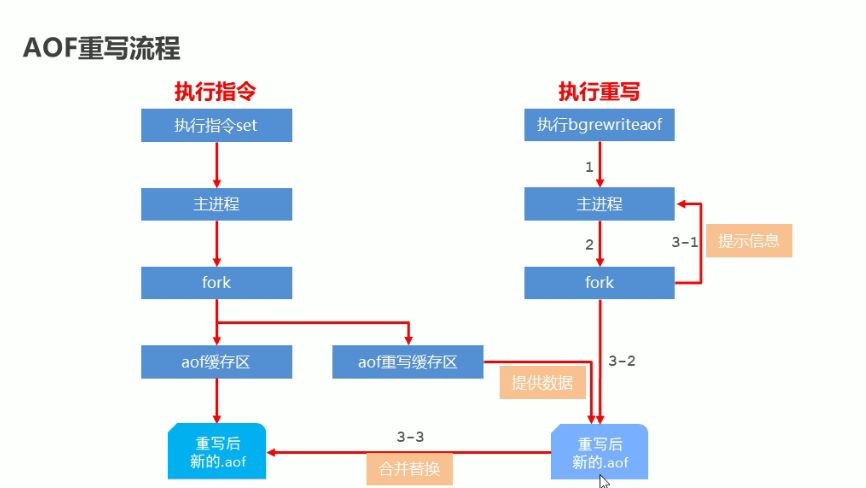 AOF重写流程
执行指令
执行重写
执行指令set
执行bgrewriteaof
1
主进程
主进程
2
3-1
提示信息
fork
fork
aof缓存区
aof重写缓存区
3-2
提供数据
重写后
新的.aof
3-3
合并替换
重写后
新的.aof